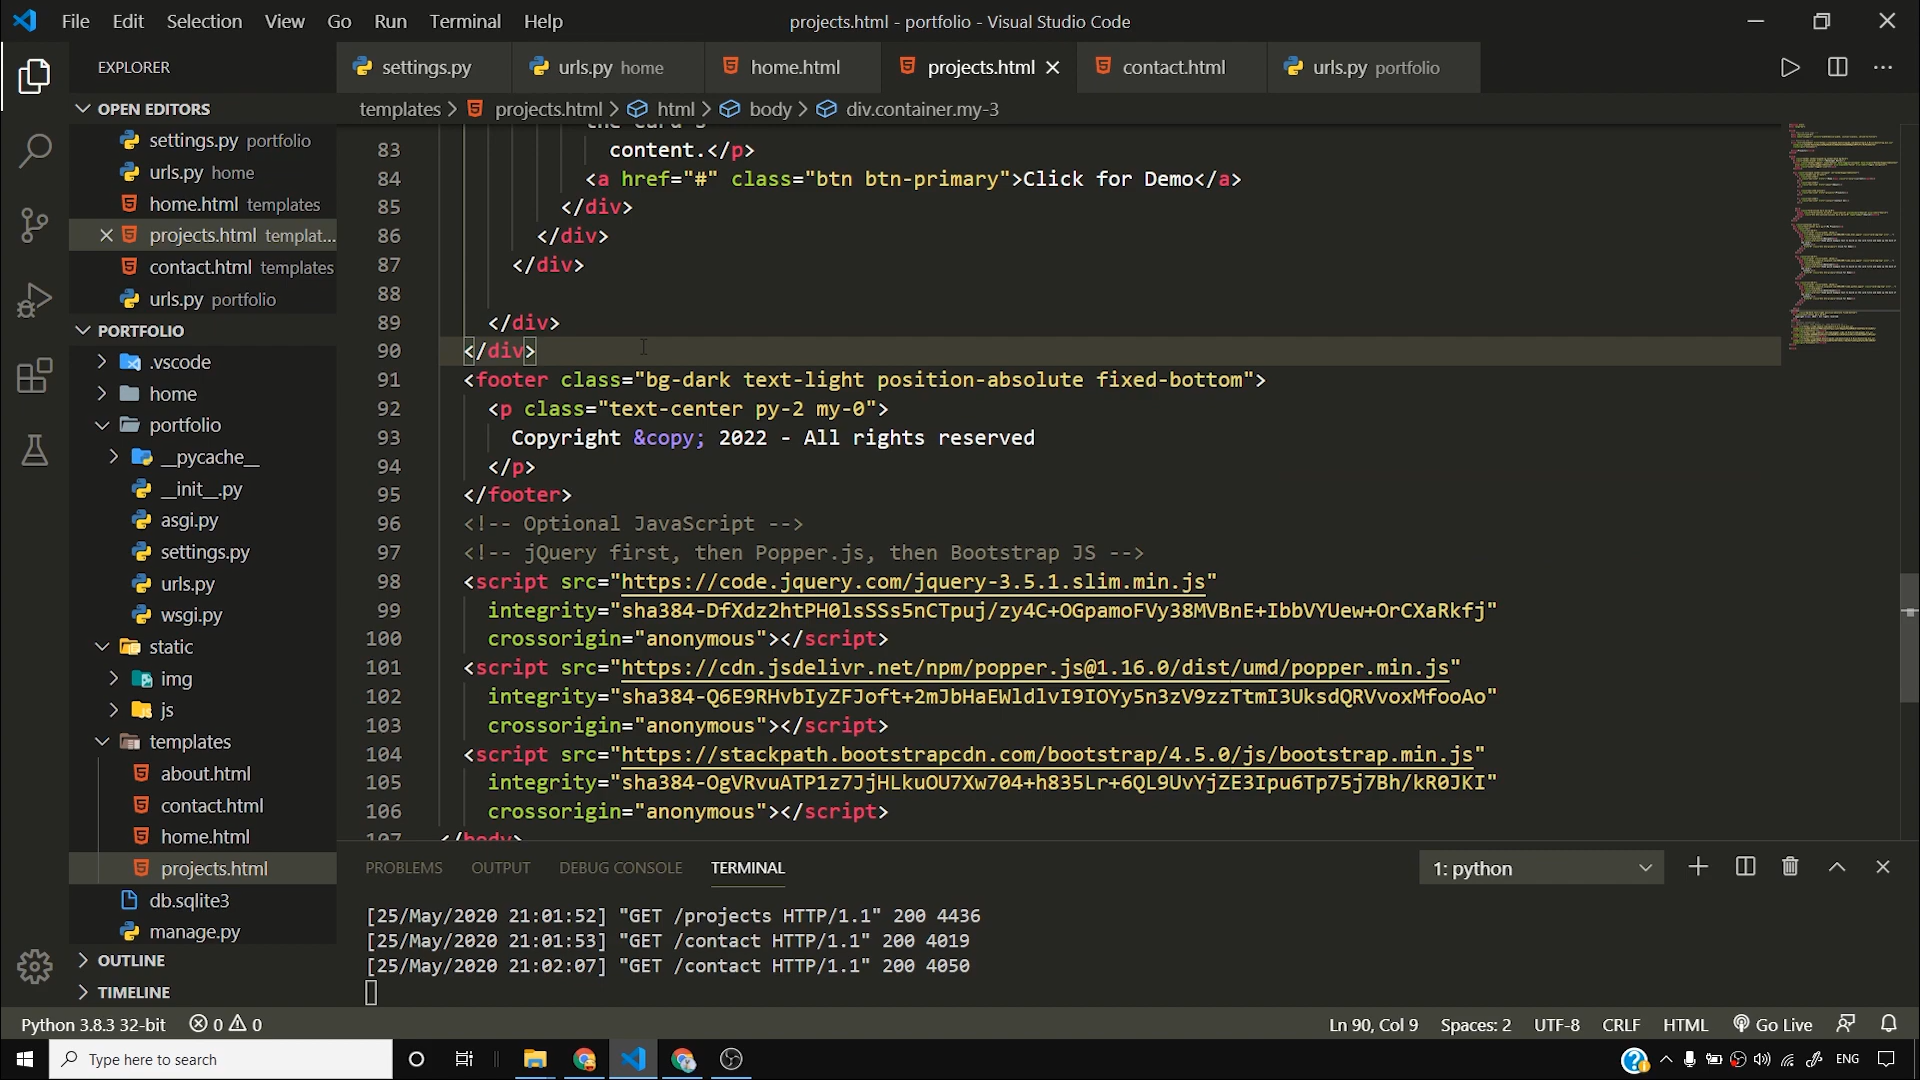 File Edit Selection View Go Run Terminal Help
projects.html - portfolio - Visual Studio Code
EXPLORER
OPEN EDITORS
settings.py portfolio
urls.py home
home.html templates
projects.html templat...
contact.html templates
urls.py portfolio
PORTFOLIO
.vscode
home
portfolio
__pycache__
__init__.py
asgi.py
settings.py
urls.py
wsgi.py
static
img
js
templates
about.html
contact.html
home.html
projects.html
db.sqlite3
manage.py
OUTLINE
TIMELINE
settings.py
urls.py home
home.html
projects.html
contact.html
urls.py portfolio
templates > projects.html > html > body > div.container.my-3
the card's
83 content.</p>
84 <a href="#" class="btn btn-primary">Click for Demo</a>
85 </div>
86 </div>
87 </div>
88
89 </div>
90 </div>
91 <footer class="bg-dark text-light position-absolute fixed-bottom">
92 <p class="text-center py-2 my-0">
93 Copyright &copy; 2022 - All rights reserved
94 </p>
95 </footer>
96 <!-- Optional JavaScript -->
97 <!-- jQuery first, then Popper.js, then Bootstrap JS -->
98 <script src="https://code.jquery.com/jquery-3.5.1.slim.min.js"
99 integrity="sha384-DfXdz2htPH0lsSSs5nCTpuj/zy4C+OGpamoFVy38MVBnE+IbbVYUew+OrCXaRkfj"
100 crossorigin="anonymous"></script>
101 <script src="https://cdn.jsdelivr.net/npm/popper.js@1.16.0/dist/umd/popper.min.js"
102 integrity="sha384-Q6E9RHvbIyZFJoft+2mJbHaEWldlvI9IOYy5n3zV9zzTtmI3UksdQRVvoxMfooAo"
103 crossorigin="anonymous"></script>
104 <script src="https://stackpath.bootstrapcdn.com/bootstrap/4.5.0/js/bootstrap.min.js"
105 integrity="sha384-OgVRvuATP1z7JjHLkuOU7Xw704+h835Lr+6QL9UvYjZE3Ipu6Tp75j7Bh/kR0JKI"
106 crossorigin="anonymous"></script>
107 </body>
PROBLEMS OUTPUT DEBUG CONSOLE TERMINAL
1: python
[25/May/2020 21:01:52] "GET /projects HTTP/1.1" 200 4436
[25/May/2020 21:01:53] "GET /contact HTTP/1.1" 200 4019
[25/May/2020 21:02:07] "GET /contact HTTP/1.1" 200 4050
Python 3.8.3 32-bit 0 0
Ln 90, Col 9 Spaces: 2 UTF-8 CRLF HTML Go Live
Type here to search
ENG